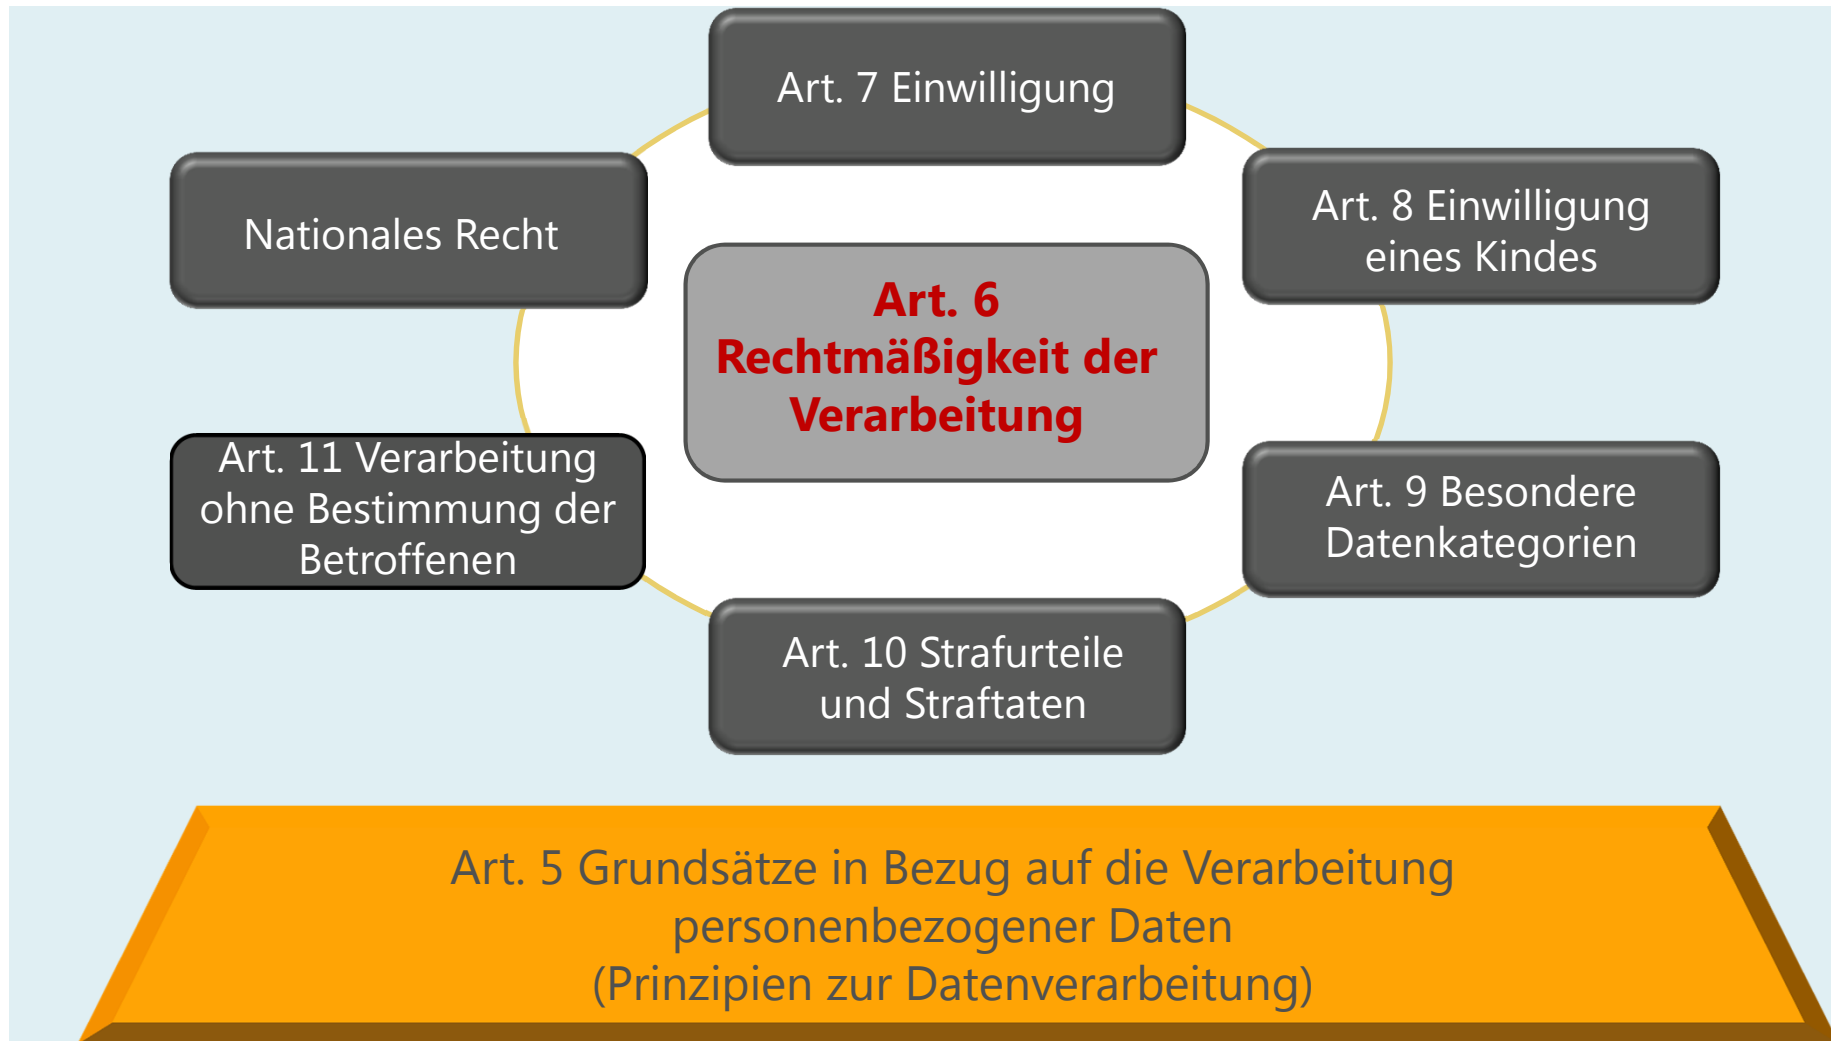 Art. 7 Einwilligung
Nationales Recht
Art. 8 Einwilligung
eines Kindes
Art. 6
Rechtmäßigkeit der
Verarbeitung
Art. 11 Verarbeitung
ohne Bestimmung der
Betroffenen
Art. 9 Besondere
Datenkategorien
Art. 10 Strafurteile
und Straftaten
Art. 5 Grundsätze in Bezug auf die Verarbeitung
personenbezogener Daten
(Prinzipien zur Datenverarbeitung)